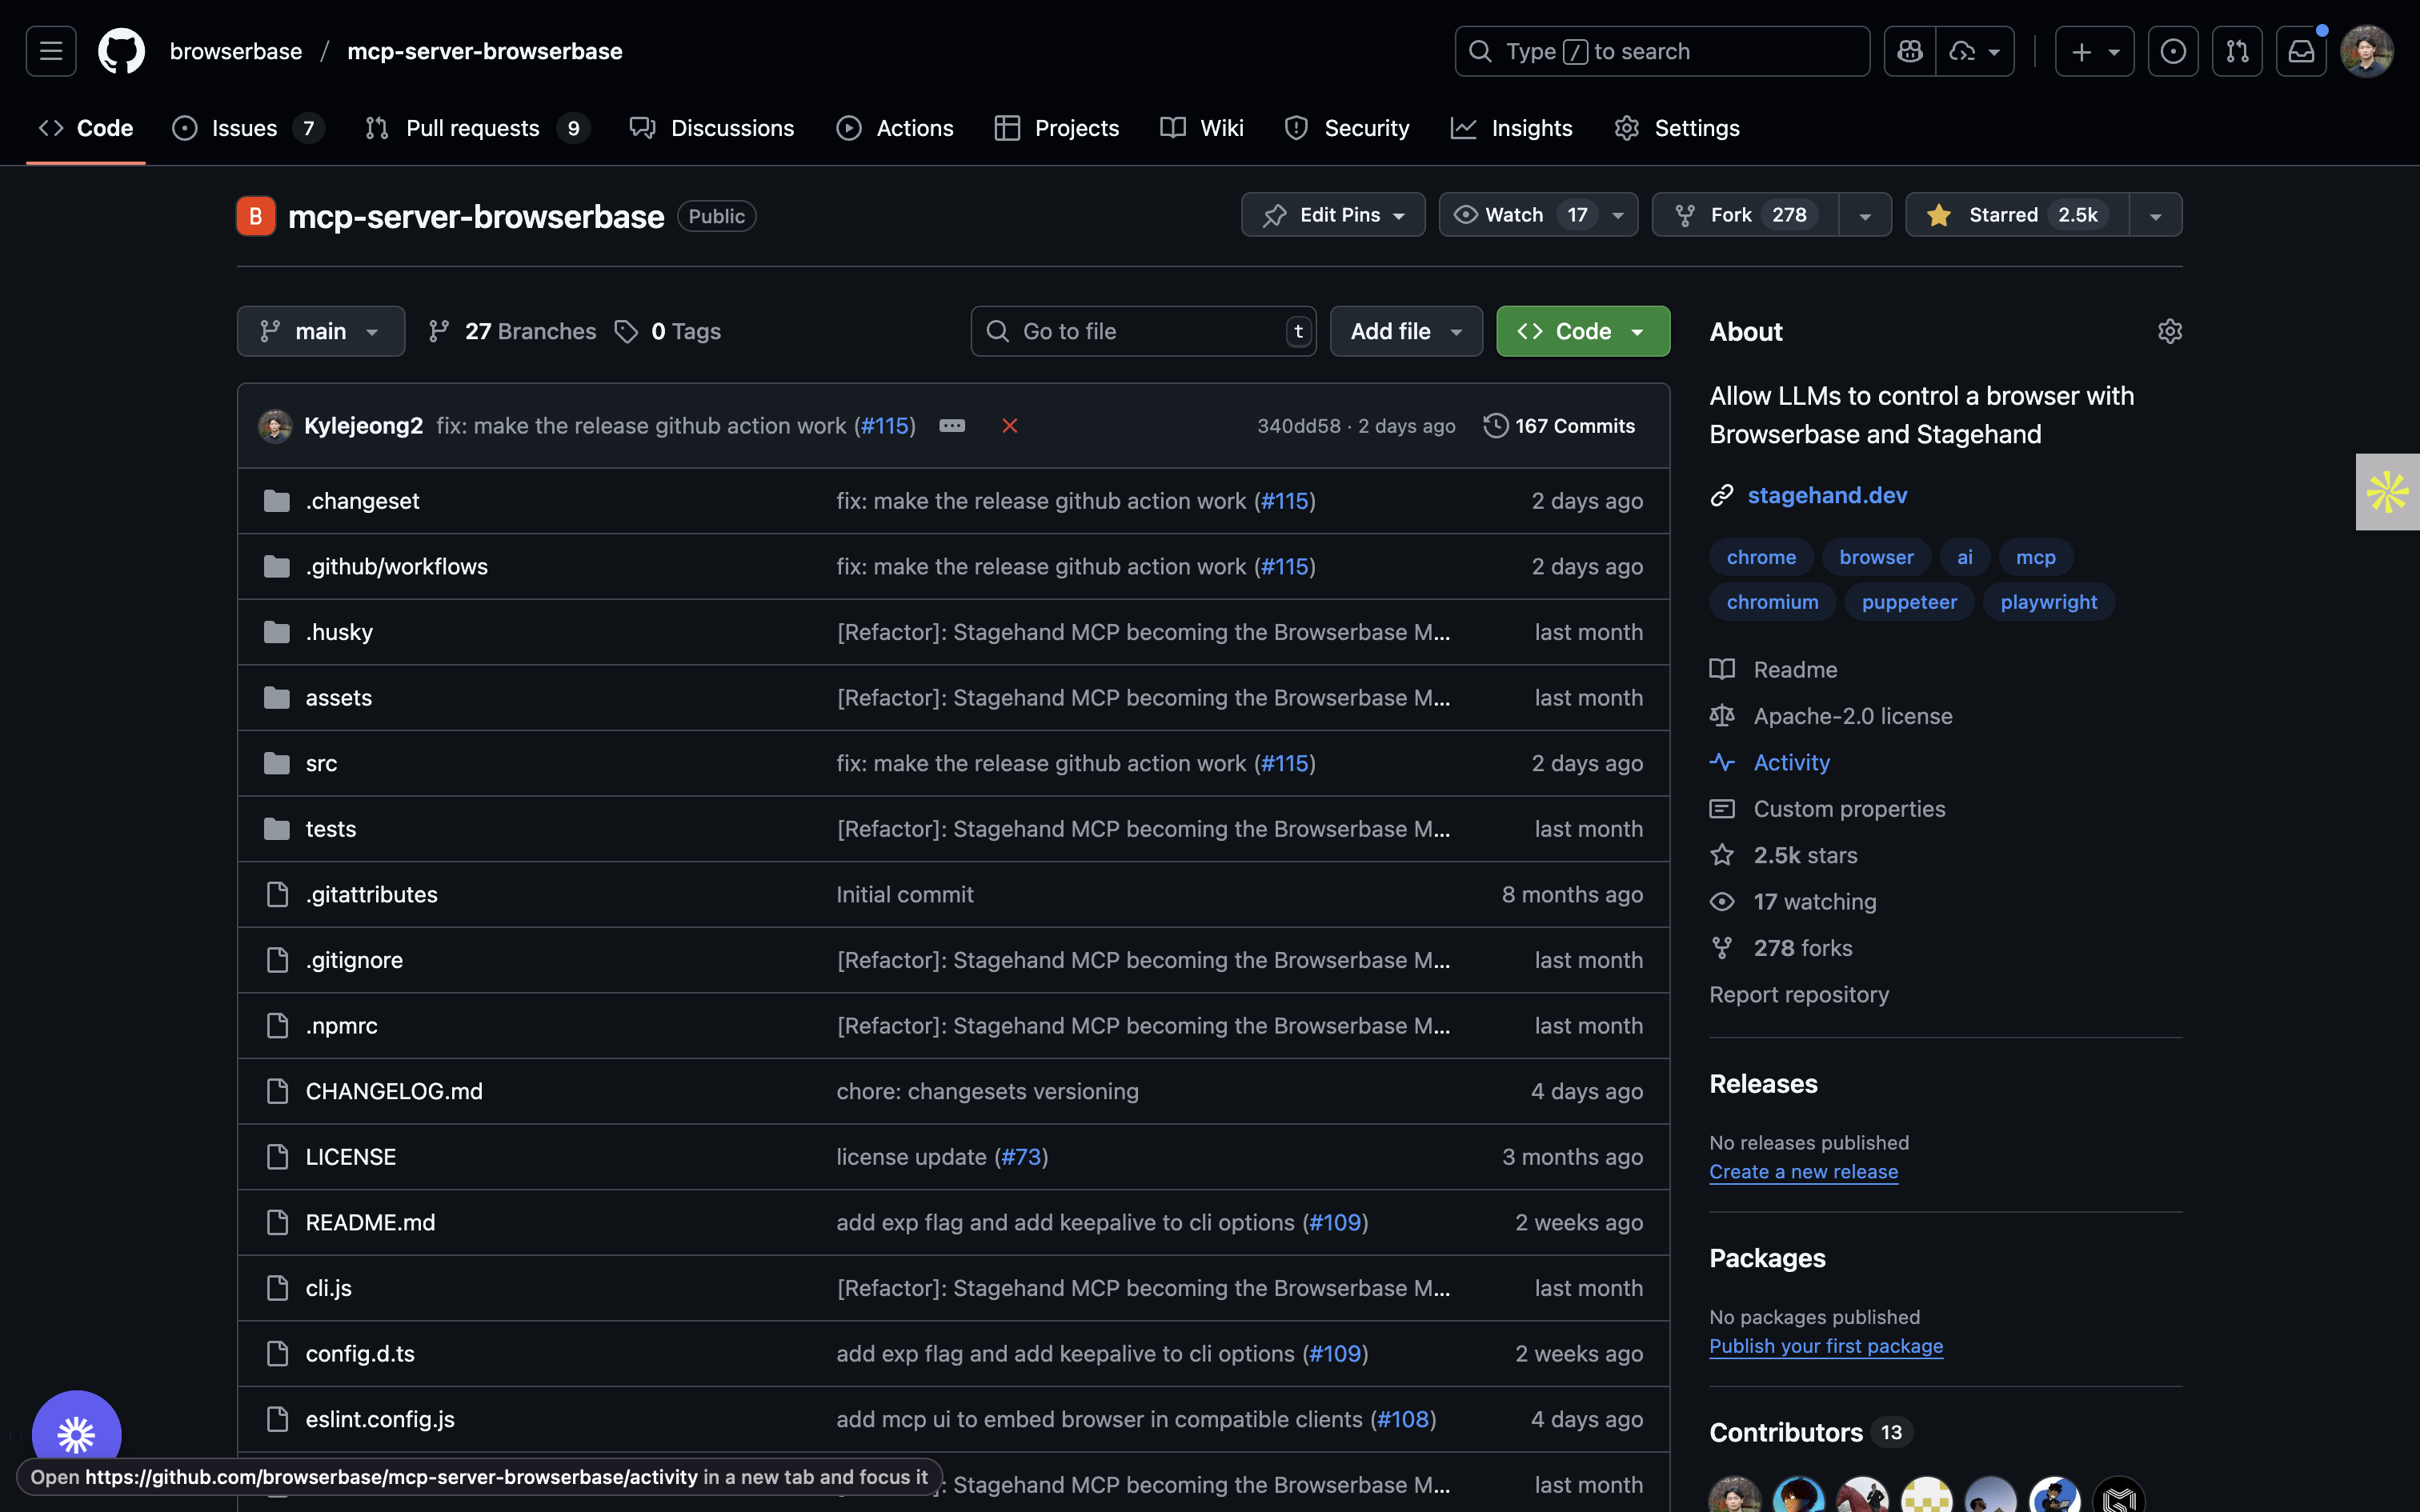 browserbase / mcp-server-browserbase
Type / to search
Code
Issues 7
Pull requests 9
Discussions
Actions
Projects
Wiki
Security
Insights
Settings
B mcp-server-browserbase Public
Edit Pins
Watch 17
Fork 278
Starred 2.5k
main
27 Branches
0 Tags
Go to file t
Add file
Code
Kylejeong2 fix: make the release github action work (#115) 340dd58 · 2 days ago 167 Commits
.changeset fix: make the release github action work (#115) 2 days ago
.github/workflows fix: make the release github action work (#115) 2 days ago
.husky [Refactor]: Stagehand MCP becoming the Browserbase M... last month
assets [Refactor]: Stagehand MCP becoming the Browserbase M... last month
src fix: make the release github action work (#115) 2 days ago
tests [Refactor]: Stagehand MCP becoming the Browserbase M... last month
.gitattributes Initial commit 8 months ago
.gitignore [Refactor]: Stagehand MCP becoming the Browserbase M... last month
.npmrc [Refactor]: Stagehand MCP becoming the Browserbase M... last month
CHANGELOG.md chore: changesets versioning 4 days ago
LICENSE license update (#73) 3 months ago
README.md add exp flag and add keepalive to cli options (#109) 2 weeks ago
cli.js [Refactor]: Stagehand MCP becoming the Browserbase M... last month
config.d.ts add exp flag and add keepalive to cli options (#109) 2 weeks ago
eslint.config.js add mcp ui to embed browser in compatible clients (#108) 4 days ago
: Stagehand MCP becoming the Browserbase M... last month
About
Allow LLMs to control a browser with
Browserbase and Stagehand
stagehand.dev
chrome browser ai mcp
chromium puppeteer playwright
Readme
Apache-2.0 license
Activity
Custom properties
2.5k stars
17 watching
278 forks
Report repository
Releases
No releases published
Create a new release
Packages
No packages published
Publish your first package
Contributors 13
Open https://github.com/browserbase/mcp-server-browserbase/activity in a new tab and focus it